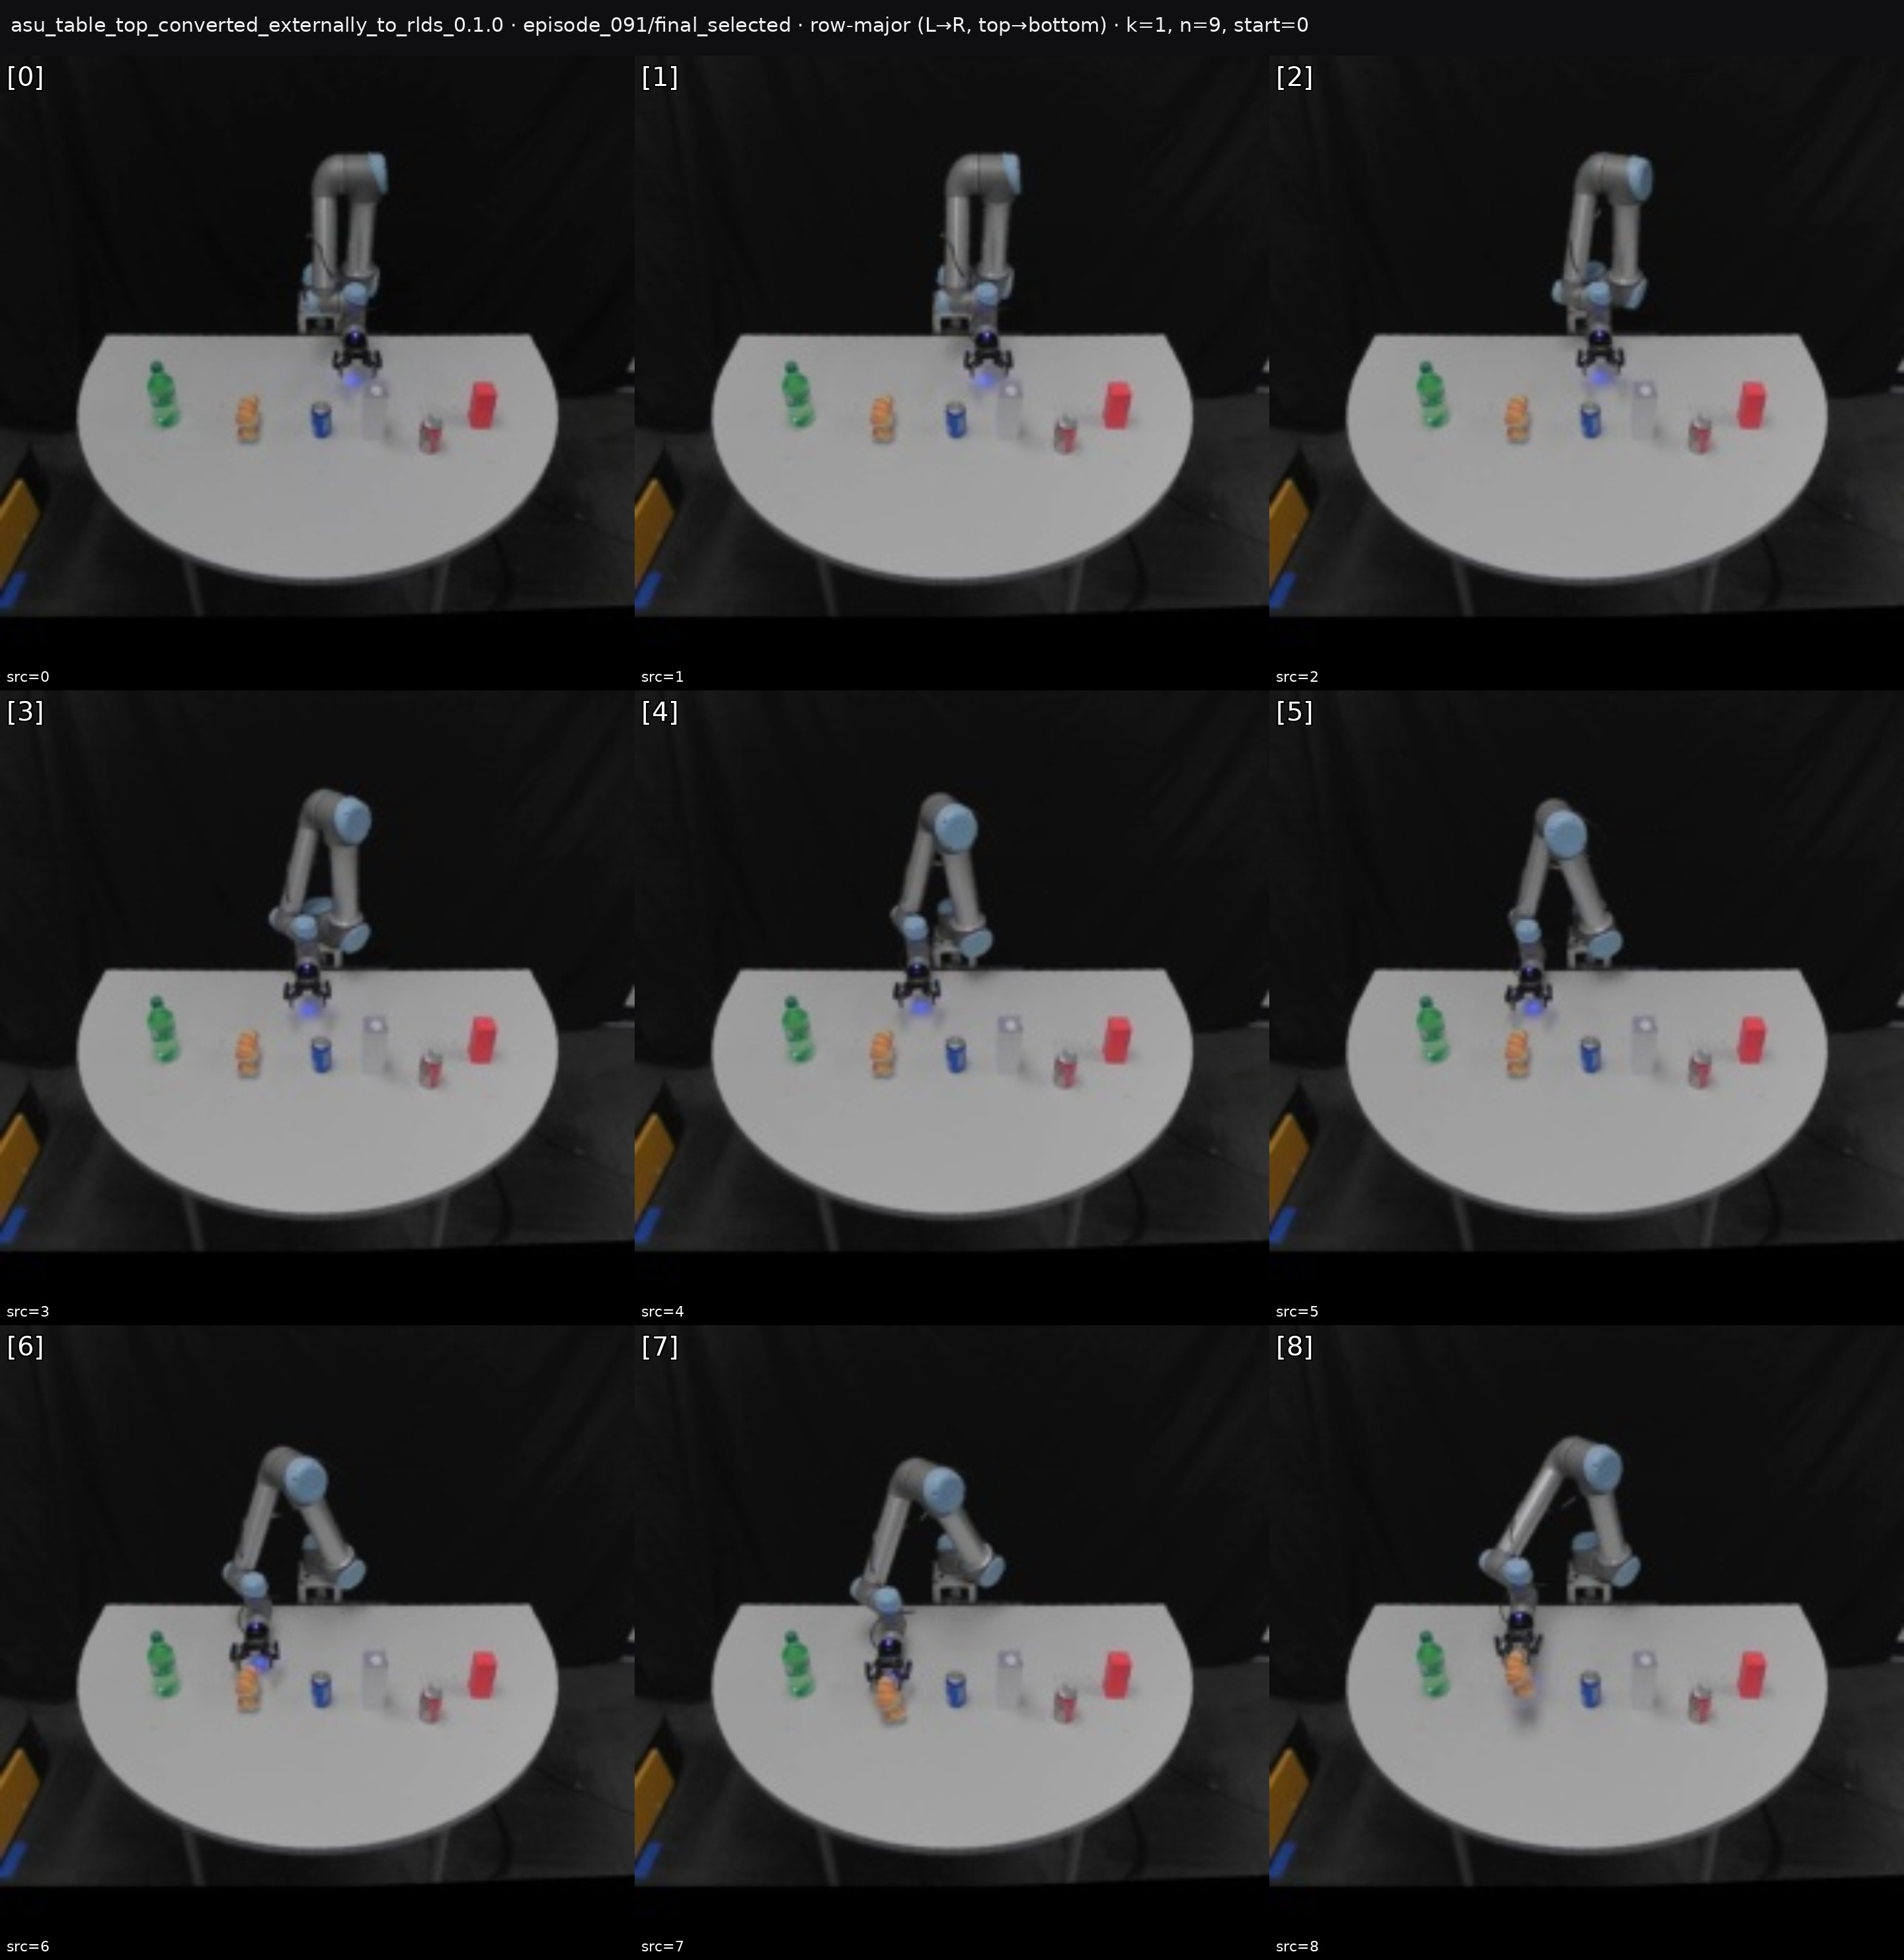 asu_table_top_converted_externally_to_rlds_0.1.0 · episode_091/final_selected · row-major (L→R, top→bottom) · k=1, n=9, start=0
[0]
[1]
[2]
src=0
src=1
src=2
[3]
[4]
[5]
src=3
src=4
src=5
[6]
[7]
[8]
src=6
src=7
src=8